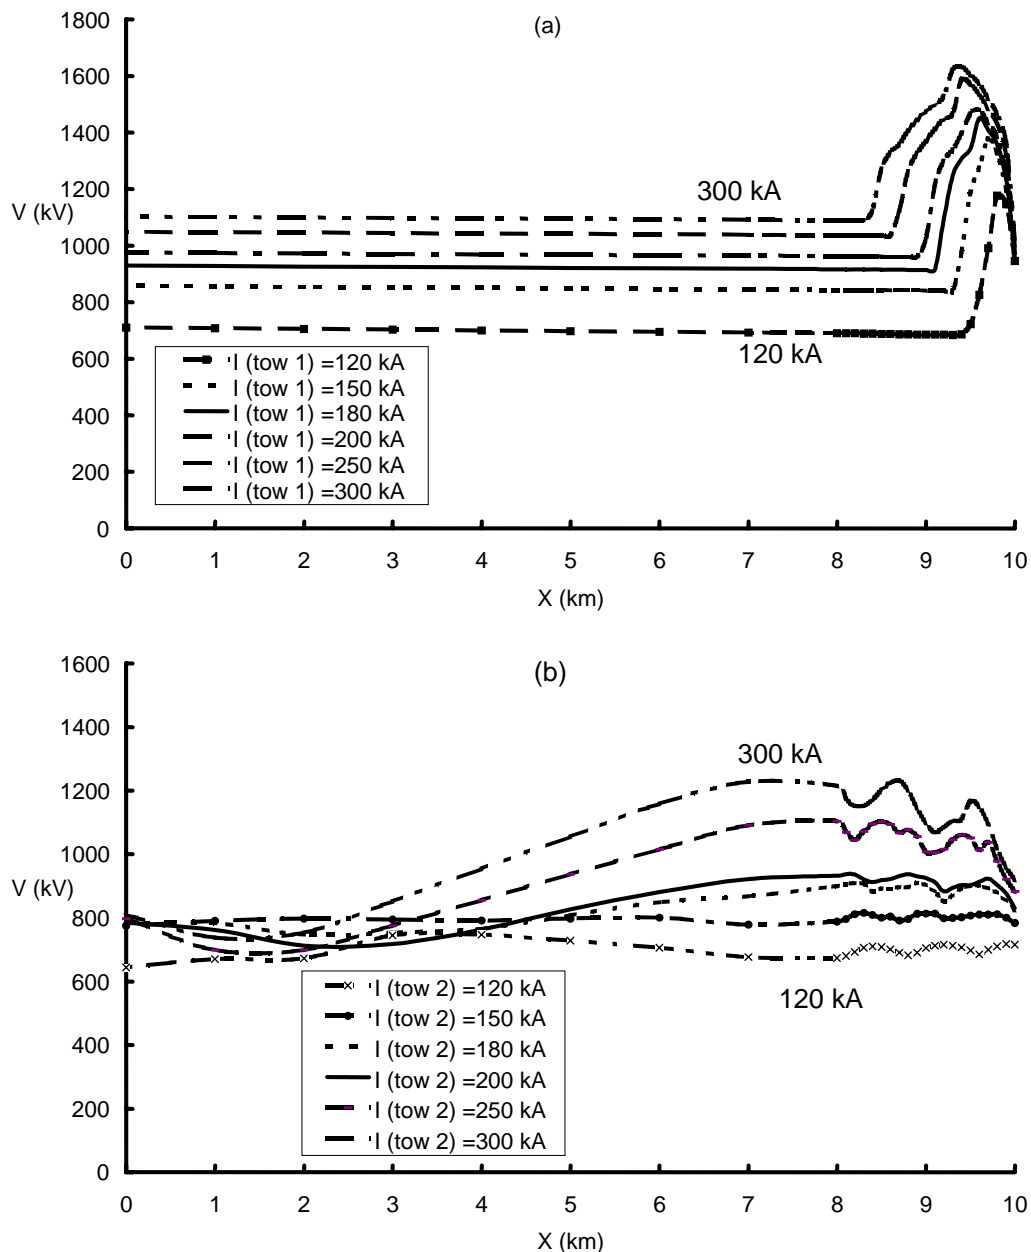 (a)
1800
1600
1400
1200
1000
800
600
400
200
0
V (kV)
300 kA
120 kA
I (tow 1) =120 kA
I (tow 1) =150 kA
I (tow 1) =180 kA
I (tow 1) =200 kA
I (tow 1) =250 kA
I (tow 1) =300 kA
0 1 2 3 4 5 6 7 8 9 10
X (km)
(b)
1600
1400
1200
1000
800
600
400
200
0
V (kV)
300 kA
120 kA
I (tow 2) =120 kA
I (tow 2) =150 kA
I (tow 2) =180 kA
I (tow 2) =200 kA
I (tow 2) =250 kA
I (tow 2) =300 kA
0 1 2 3 4 5 6 7 8 9 10
X (km)